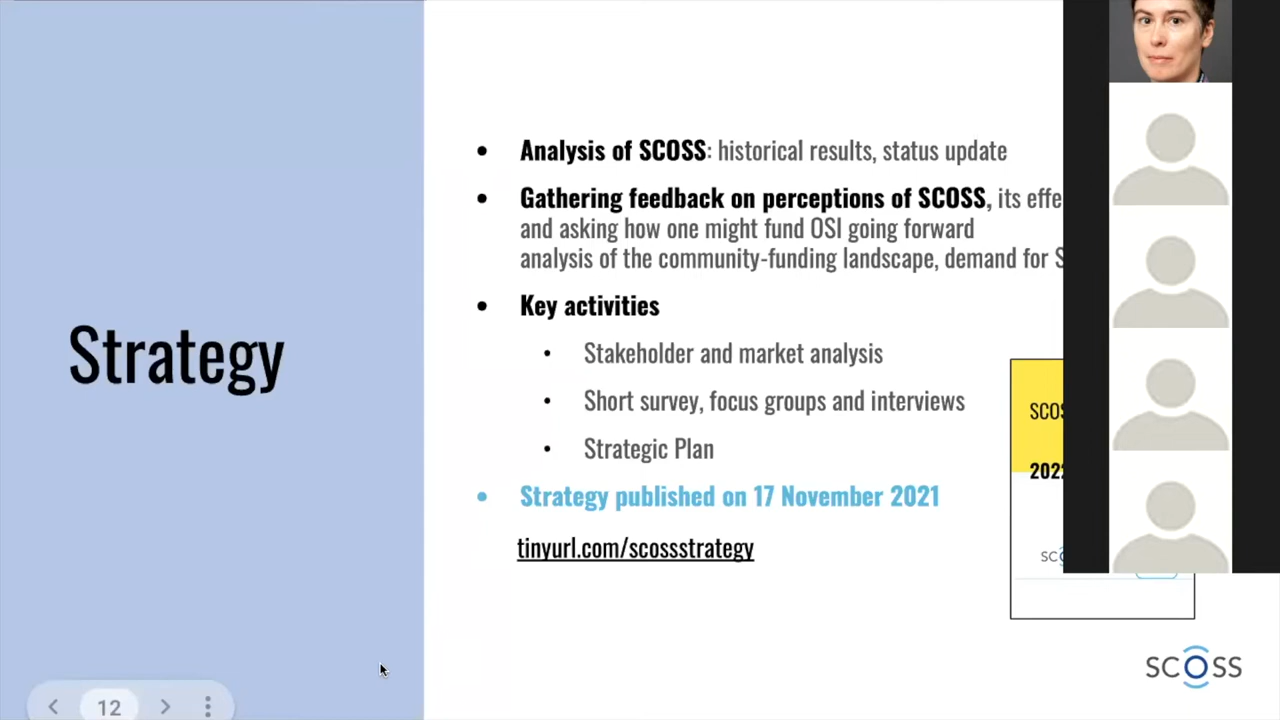 Strategy
Analysis of SCOSS: historical results, status update
Gathering feedback on perceptions of SCOSS, its
and asking how one might fund OSI going forward
analysis of the community-funding landscape, demand for
Key activities
Stakeholder and market analysis
Short survey, focus groups and interviews
Strategic Plan
Strategy published on 17 November 2021
tinyurl.com/scossstrategy
SCOSS
12